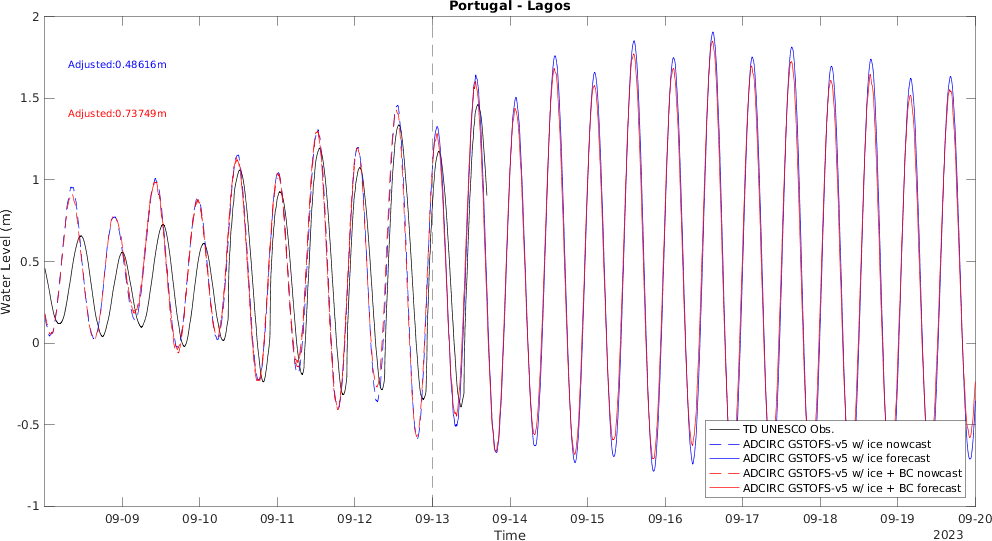 Portugal - Lagos
2
1.5
1
0.5
0
-0.5
-1
Water Level (m)
Adjusted:0.48616m
Adjusted:0.73749m
TD UNESCO Obs.
ADCIRC GSTOFS-v5 w/ ice nowcast
ADCIRC GSTOFS-v5 w/ ice forecast
ADCIRC GSTOFS-v5 w/ ice + BC nowcast
ADCIRC GSTOFS-v5 w/ ice + BC forecast
09-09 09-10 09-11 09-12 09-13 09-14 09-15 09-16 09-17 09-18 09-19 09-20
Time
2023